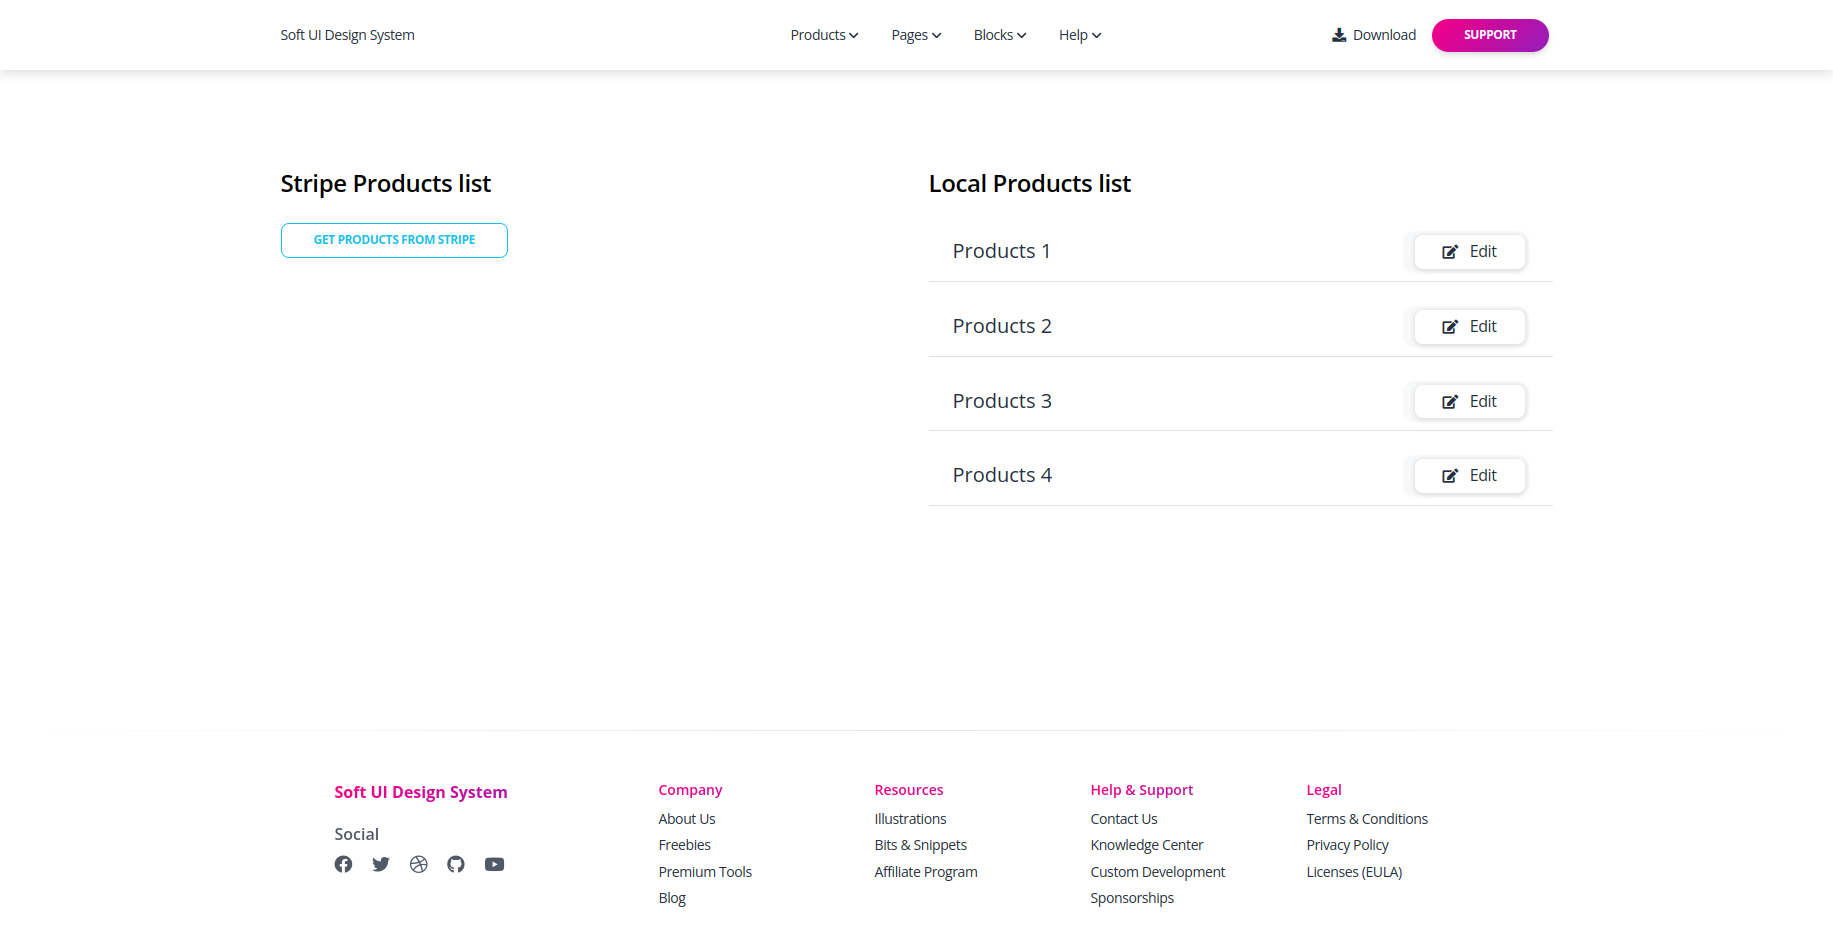 Soft UI Design System
Products
Pages
Blocks
Help
Download
SUPPORT
Stripe Products list
GET PRODUCTS FROM STRIPE
Local Products list
Products 1
Edit
Products 2
Edit
Products 3
Edit
Products 4
Edit
Soft UI Design System
Social
Company
About Us
Freebies
Premium Tools
Blog
Resources
Illustrations
Bits & Snippets
Affiliate Program
Help & Support
Contact Us
Knowledge Center
Custom Development
Sponsorships
Legal
Terms & Conditions
Privacy Policy
Licenses (EULA)